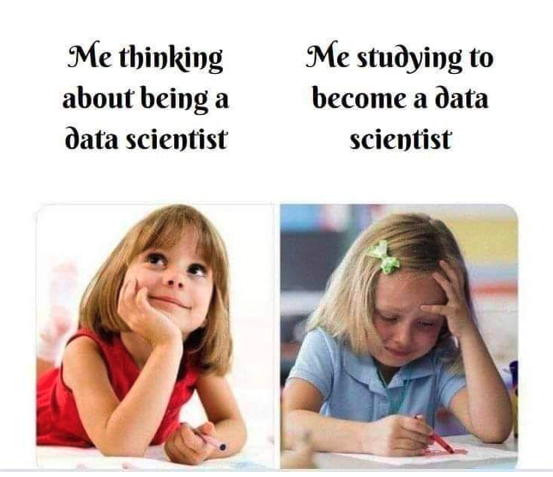 Me thinking
about being a
data scientist
Me studying to
become a data
scientist